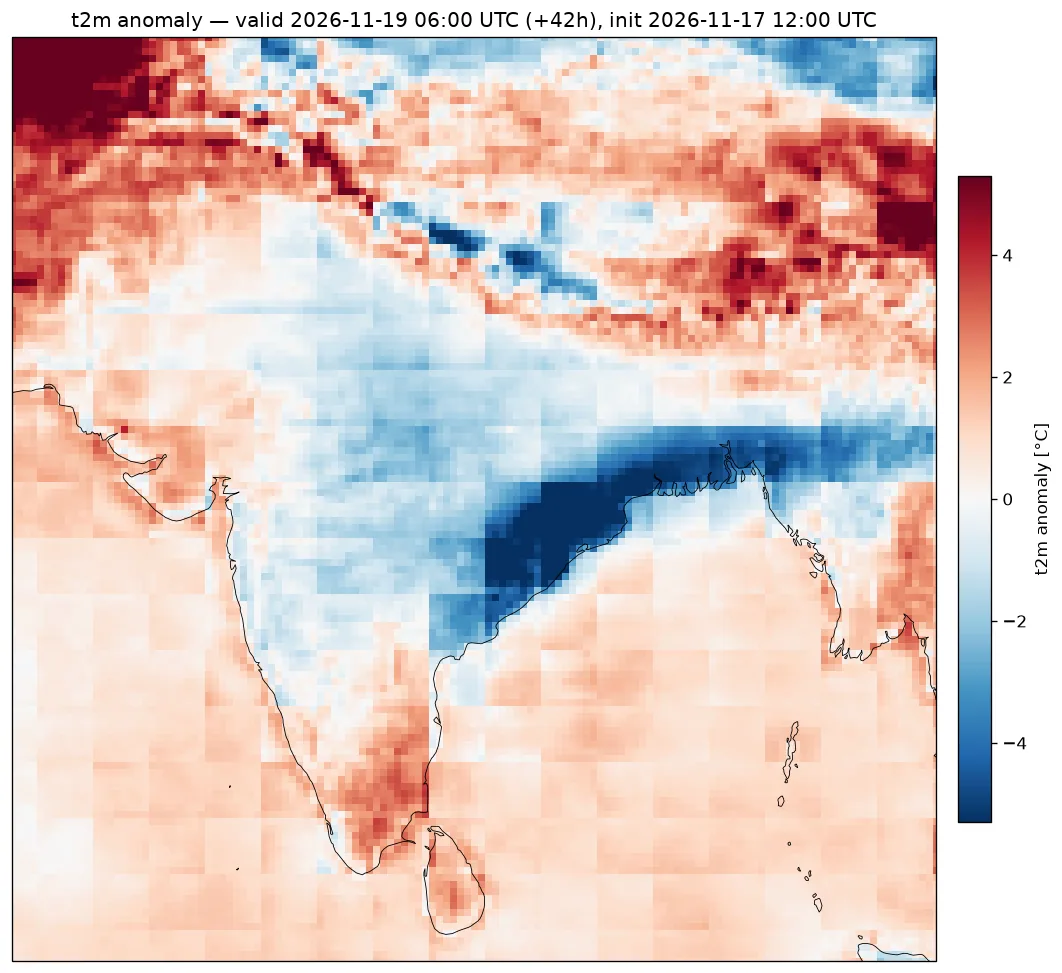 t2m anomaly — valid 2026-11-19 06:00 UTC (+42h), init 2026-11-17 12:00 UTC
4
2
0
−2
−4
t2m anomaly [°C]